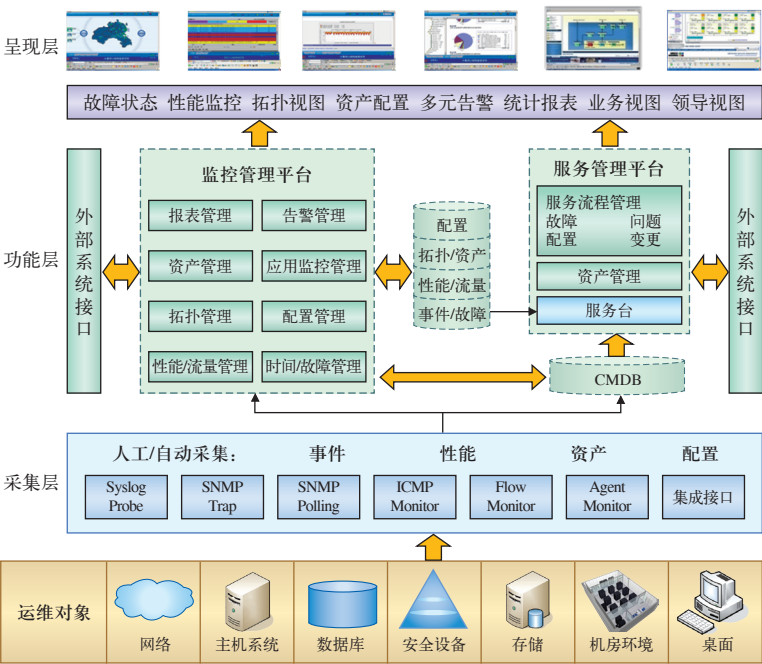 呈现层
故障状态 性能监控 拓扑视图 资产配置 多元告警 统计报表 业务视图 领导视图
功能层
外部系统接口
监控管理平台
报表管理 告警管理
资产管理 应用监控管理
拓扑管理 配置管理
性能/流量管理 时间/故障管理
配置
拓扑/资产
性能/流量
事件/故障
服务管理平台
服务流程管理
故障 问题
配置 变更
资产管理
服务台
CMDB
外部系统接口
采集层
人工/自动采集: 事件 性能 资产 配置
Syslog Probe
SNMP Trap
SNMP Polling
ICMP Monitor
Flow Monitor
Agent Monitor
集成接口
运维对象
网络
主机系统
数据库
安全设备
存储
机房环境
桌面